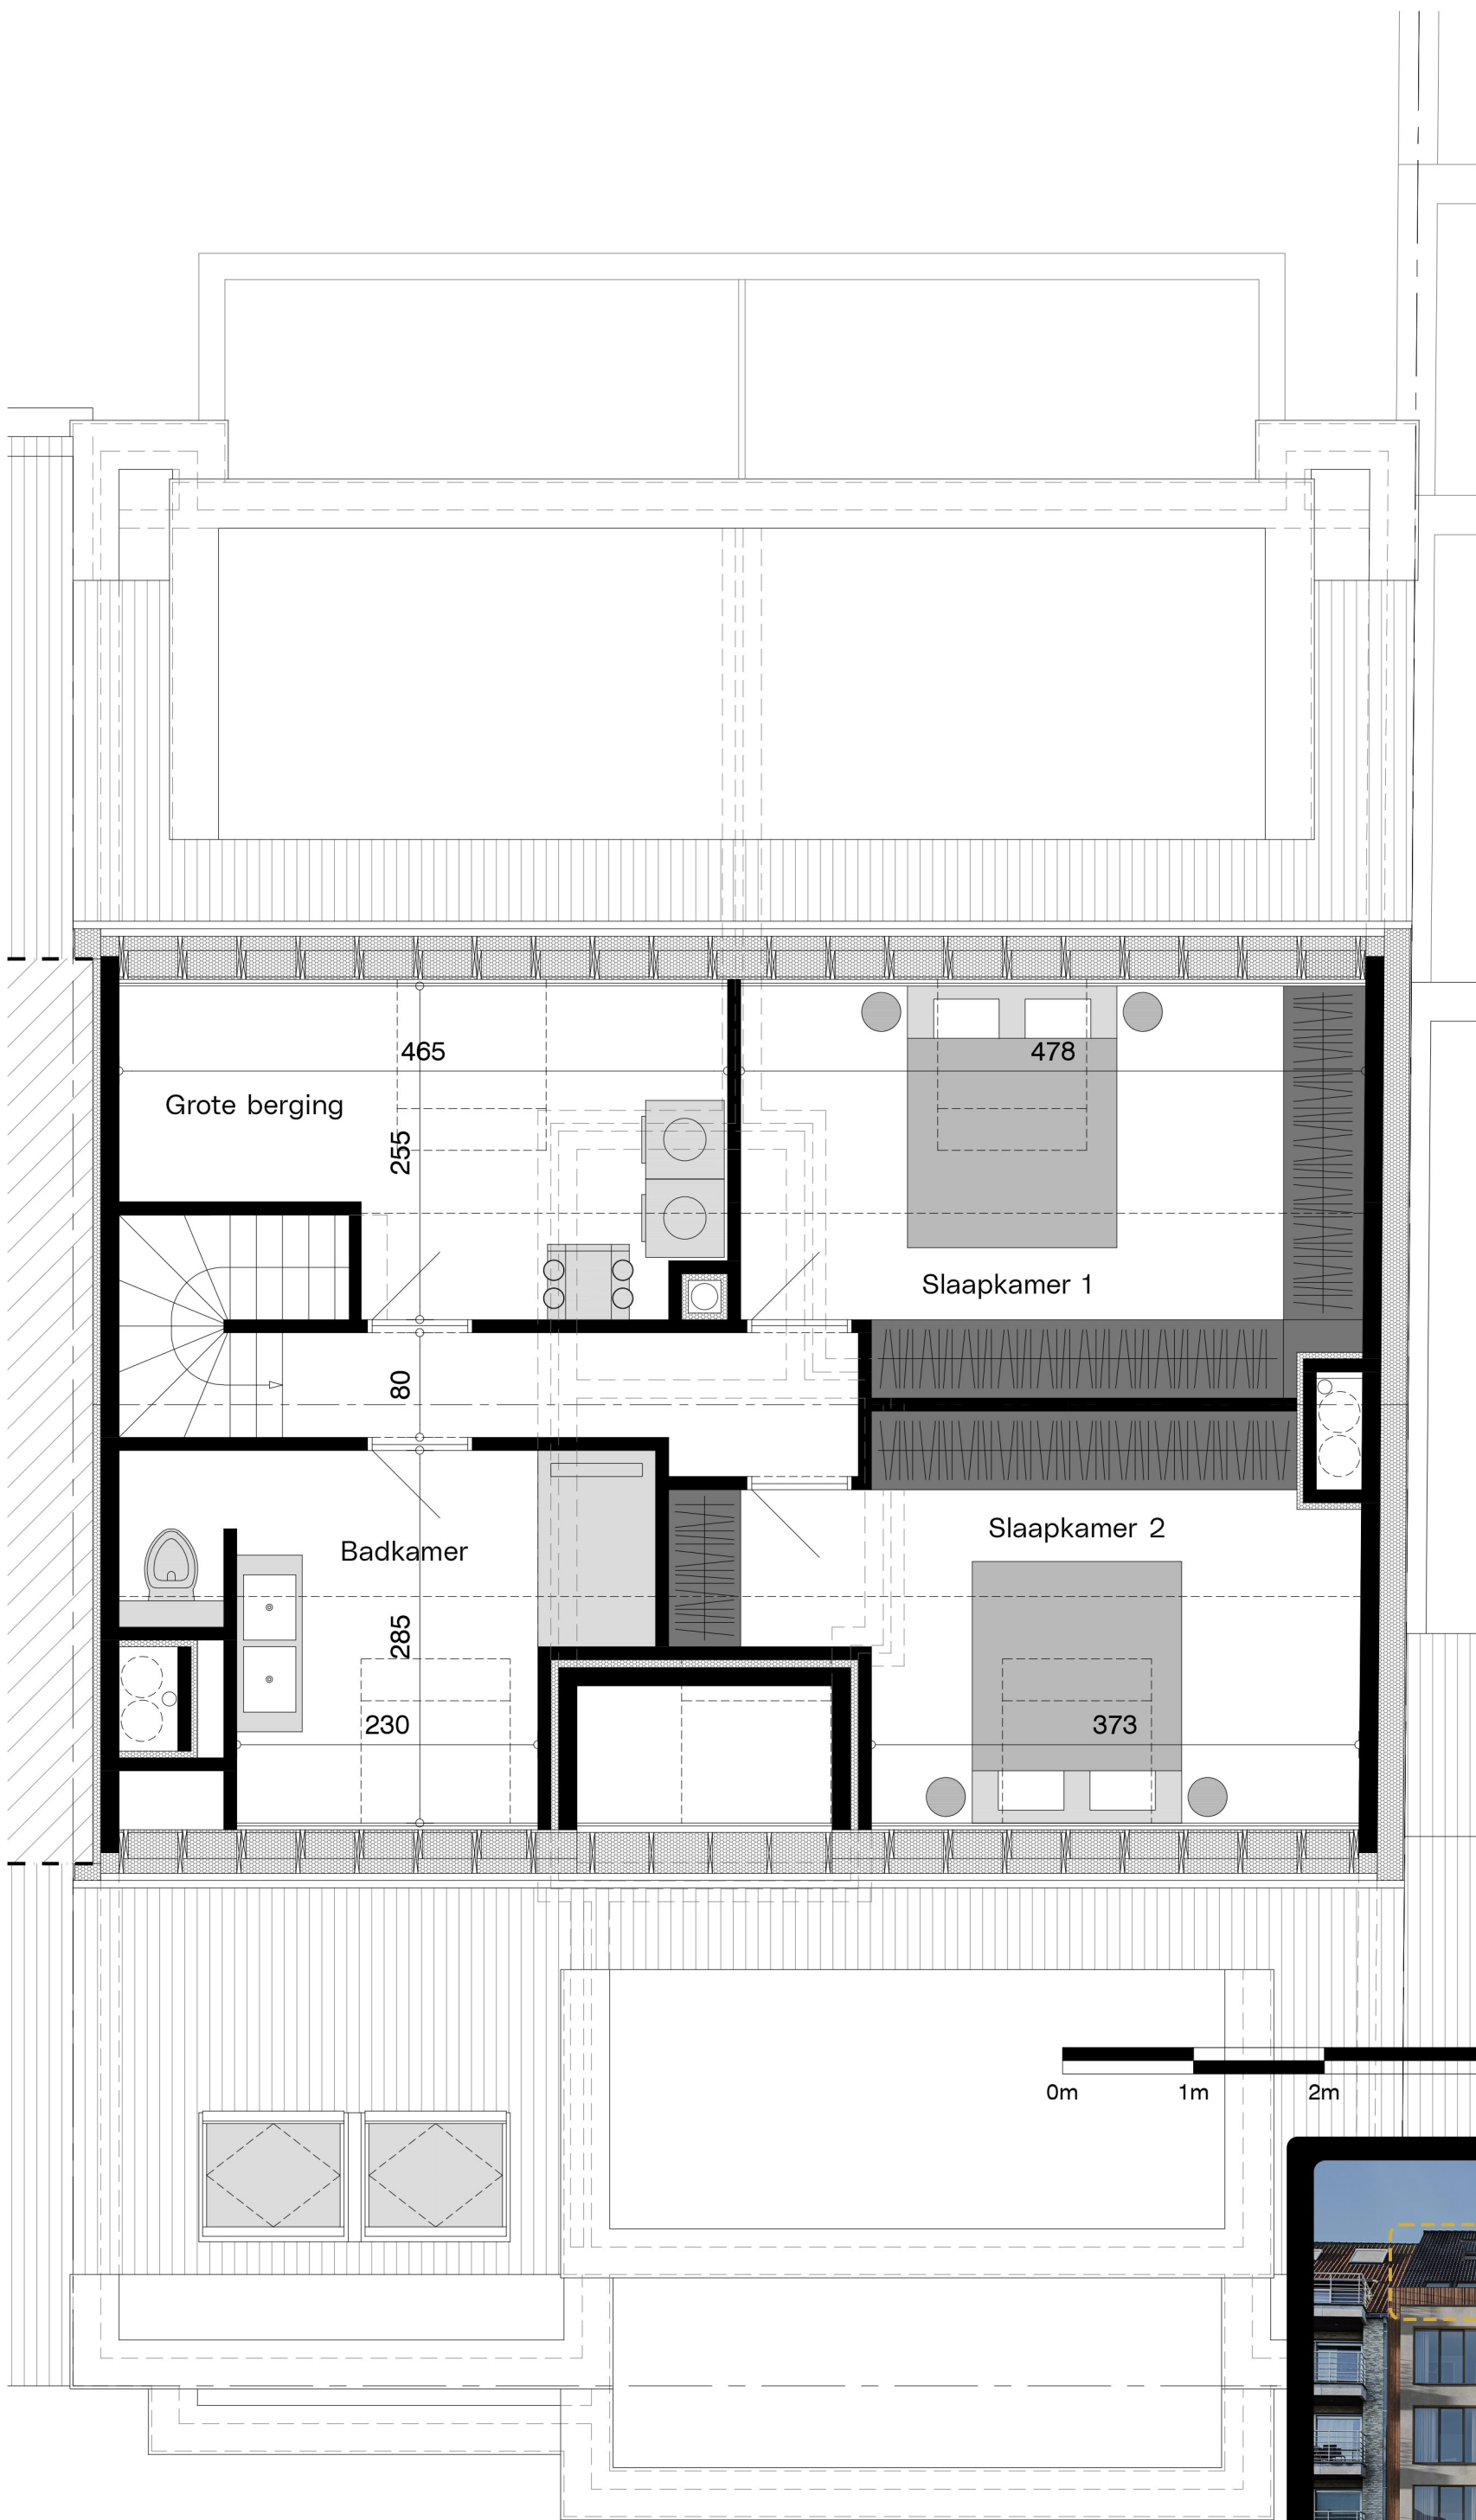 465
478
Grote berging
255
Slaapkamer 1
80
Slaapkamer 2
Badkamer
285
230
373
0m
1m
2m